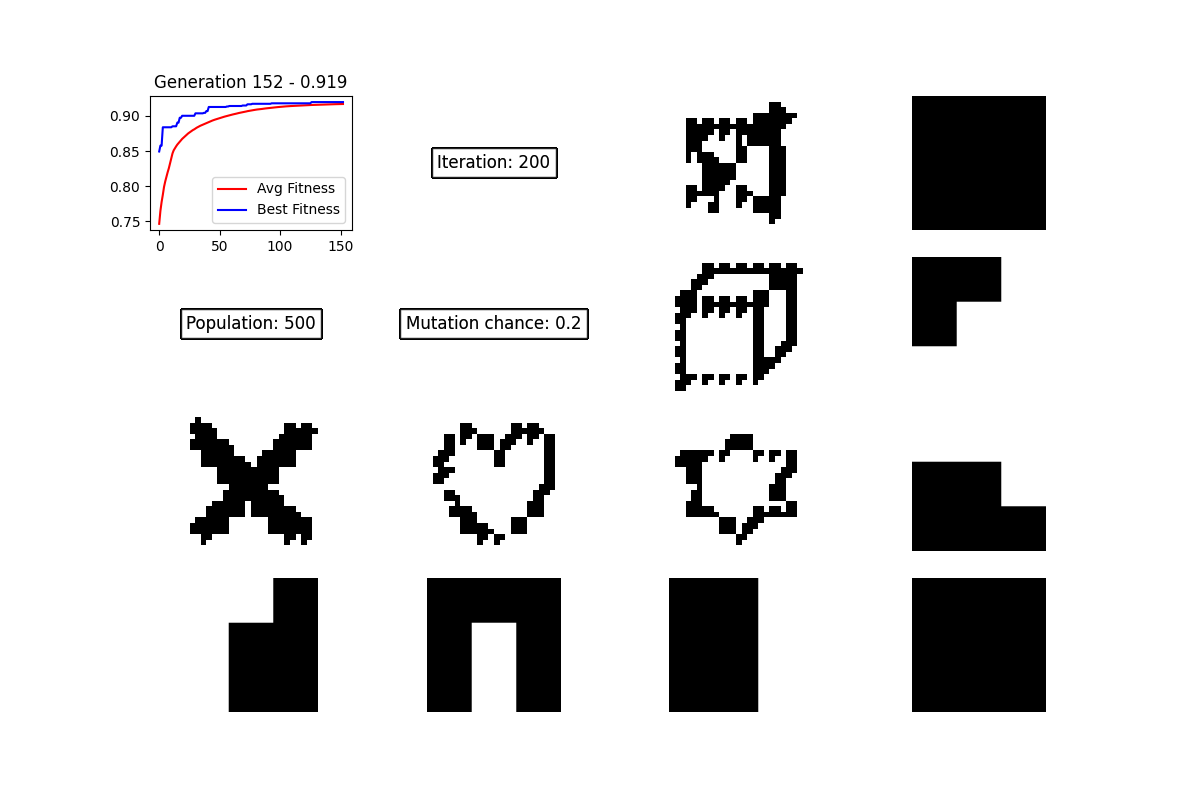 Generation 152 - 0.919
0.90
0.85
0.80
0.75
Avg Fitness
Best Fitness
0
50
100
150
Iteration: 200
Population: 500
Mutation chance: 0.2